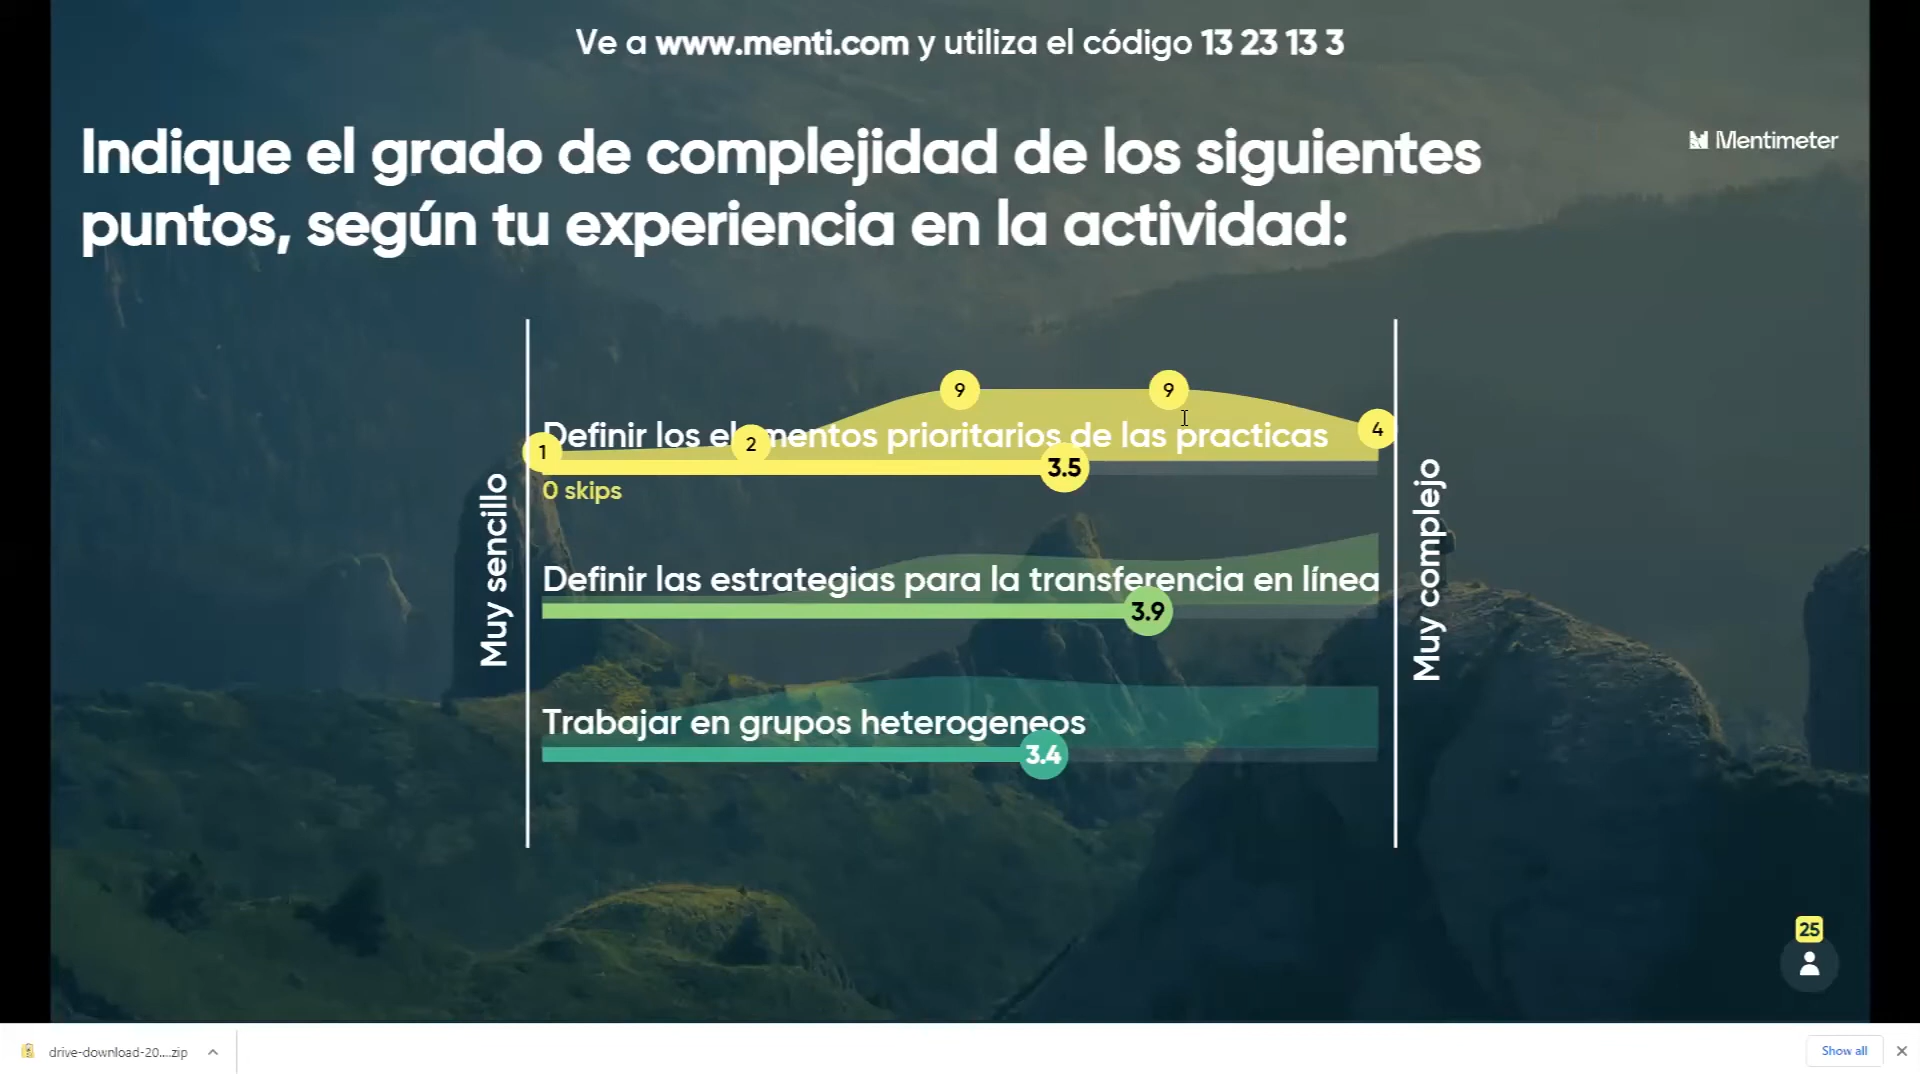 Ve a www.menti.com y utiliza el código 13 23 13 3
Indique el grado de complejidad de los siguientes
puntos, según tu experiencia en la actividad:
Mentimeter
Muy sencillo
9
9
Definir los elementos prioritarios de las practicas
1
2
4
3.5
0 skips
Definir las estrategias para la transferencia en línea
3.9
Trabajar en grupos heterogeneos
3.4
Muy complejo
25
drive-download-20....zip
Show all